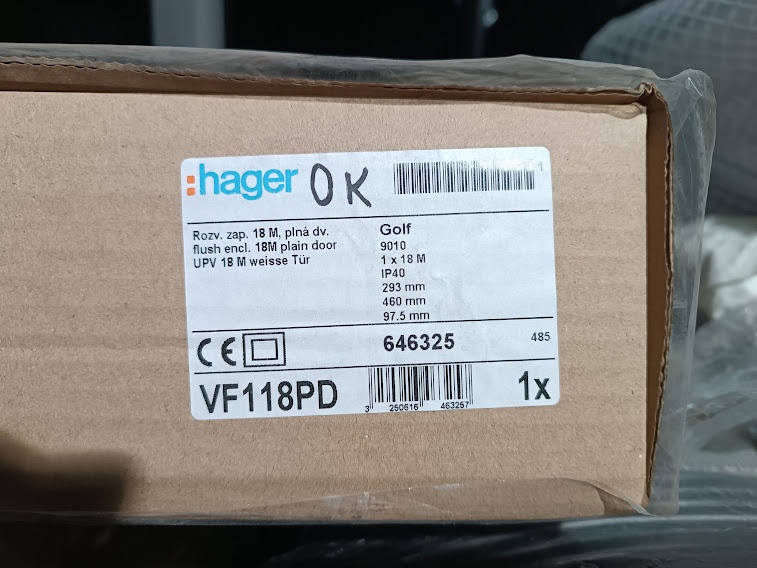 :hager OK
1
Rozv. zap. 18 M, plná dv.
flush encl. 18M plain door
UPV 18 M weisse Tür
Golf
9010
1 x 18 M
IP40
293 mm
460 mm
97.5 mm
CE 646325 485
VF118PD 1x
3 250616 463257